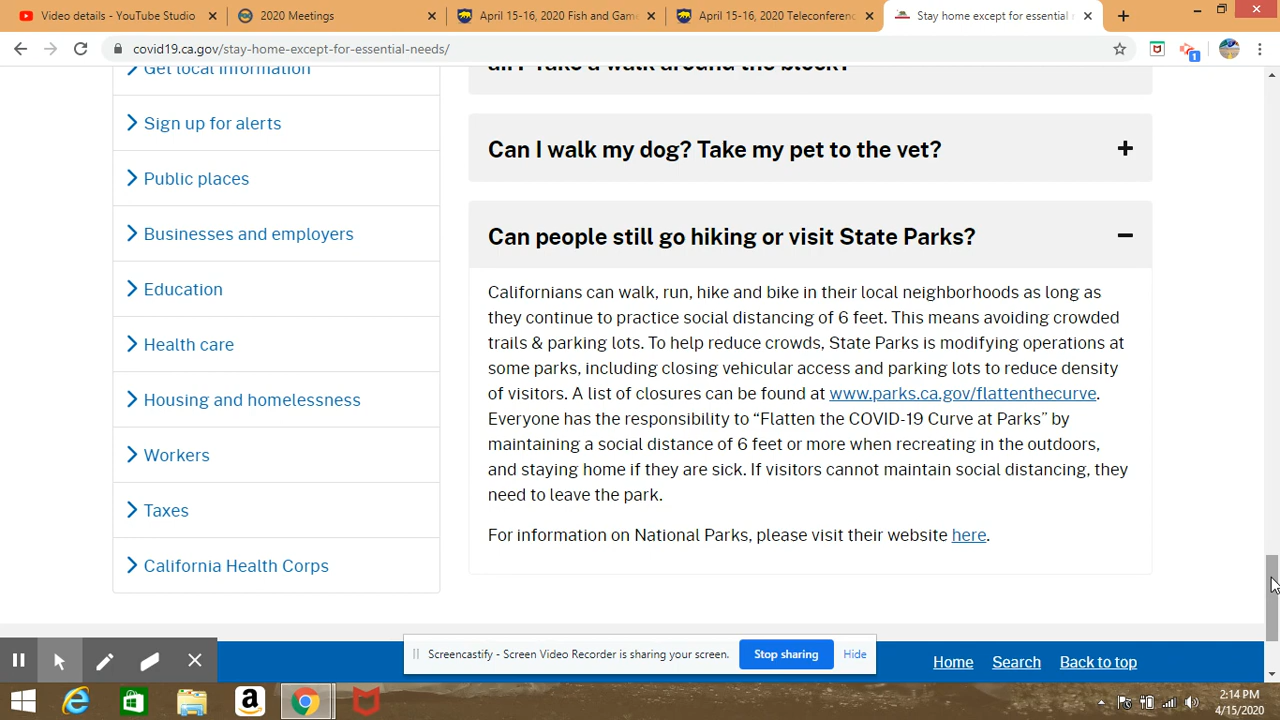 Video details - YouTube Studio
2020 Meetings
April 15-16, 2020 Fish and Game
April 15-16, 2020 Teleconferenc
Stay home except for essential
covid19.ca.gov/stay-home-except-for-essential-needs/
1
Get local information
Sign up for alerts
Public places
Businesses and employers
Education
Health care
Housing and homelessness
Workers
Taxes
California Health Corps
air? Take a walk around the block?
Can I walk my dog? Take my pet to the vet?
Can people still go hiking or visit State Parks?
Californians can walk, run, hike and bike in their local neighborhoods as long as
they continue to practice social distancing of 6 feet. This means avoiding crowded
trails & parking lots. To help reduce crowds, State Parks is modifying operations at
some parks, including closing vehicular access and parking lots to reduce density
of visitors. A list of closures can be found at www.parks.ca.gov/flattenthecurve.
Everyone has the responsibility to “Flatten the COVID-19 Curve at Parks” by
maintaining a social distance of 6 feet or more when recreating in the outdoors,
and staying home if they are sick. If visitors cannot maintain social distancing, they
need to leave the park.
For information on National Parks, please visit their website here.
Screencastify - Screen Video Recorder is sharing your screen.
Stop sharing
Hide
Home
Search
Back to top
2:14 PM
4/15/2020